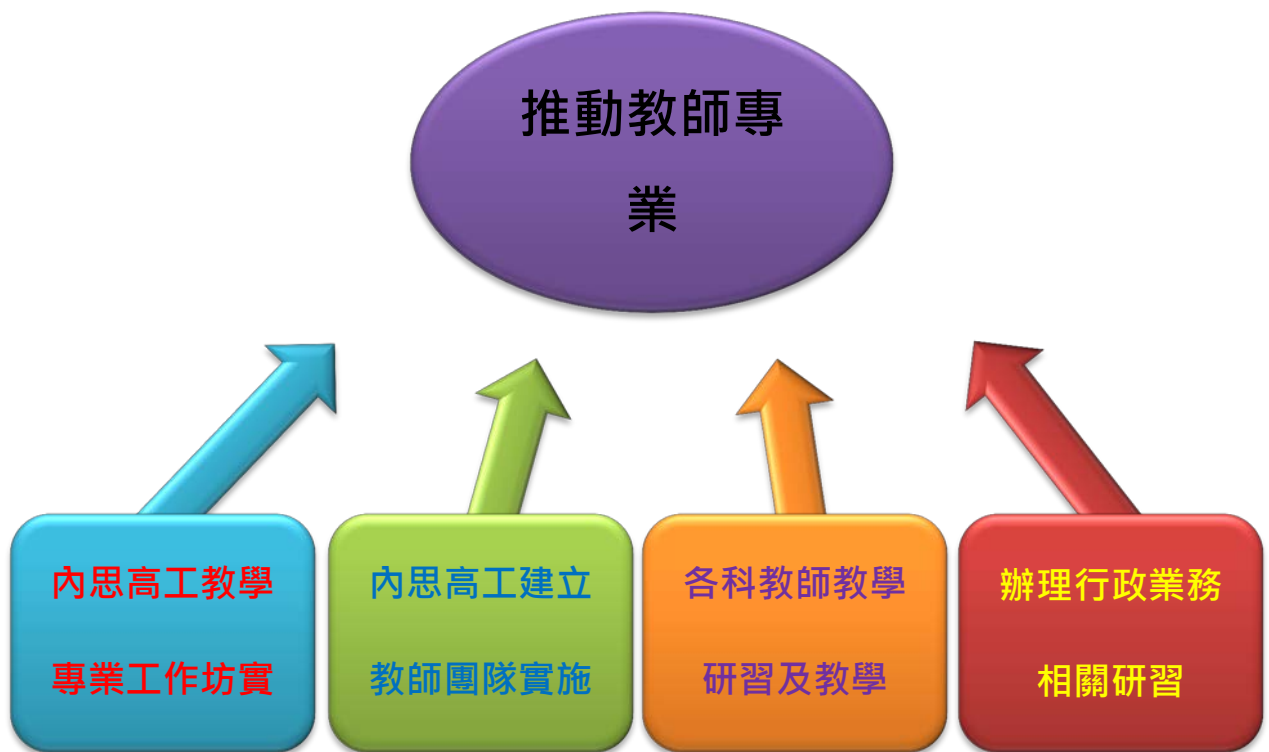 推動教師專
業
內思高工教學
專業工作坊實
內思高工建立
教師團隊實施
各科教師教學
研習及教學
辦理行政業務
相關研習